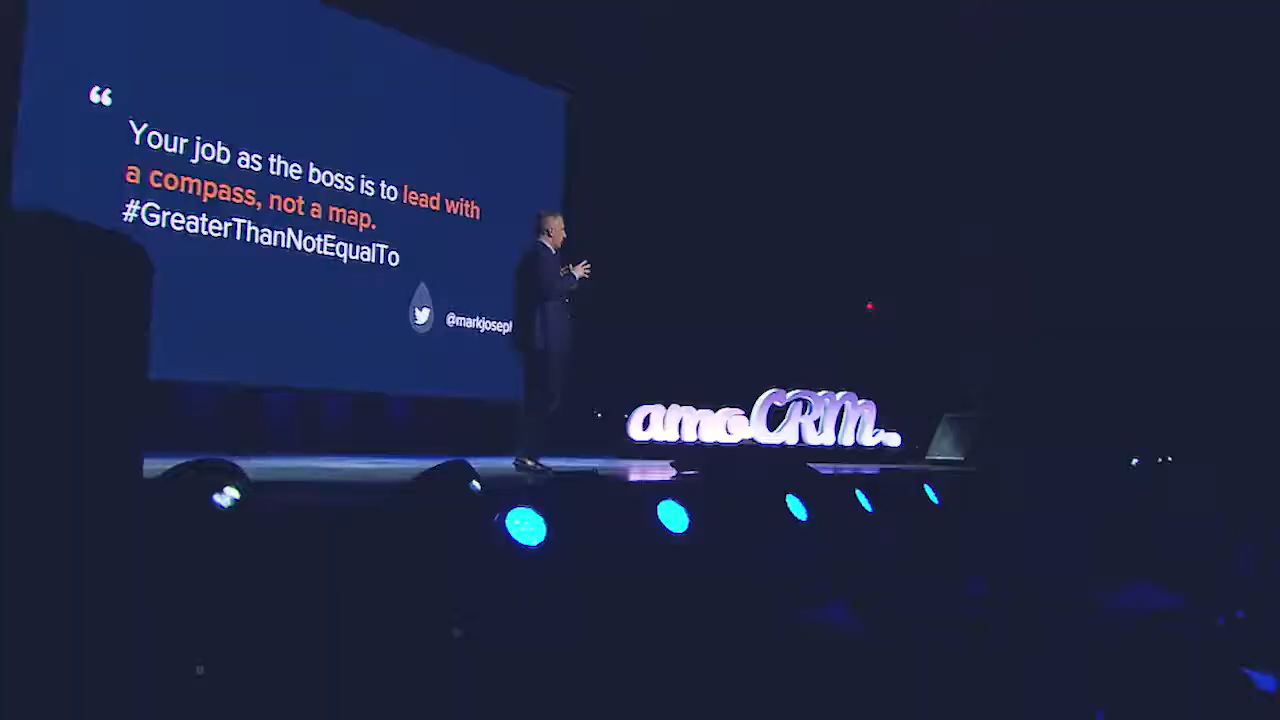 “
Your job as the boss is to lead with
a compass, not a map.
#GreaterThanNotEqualTo
amoCRM.